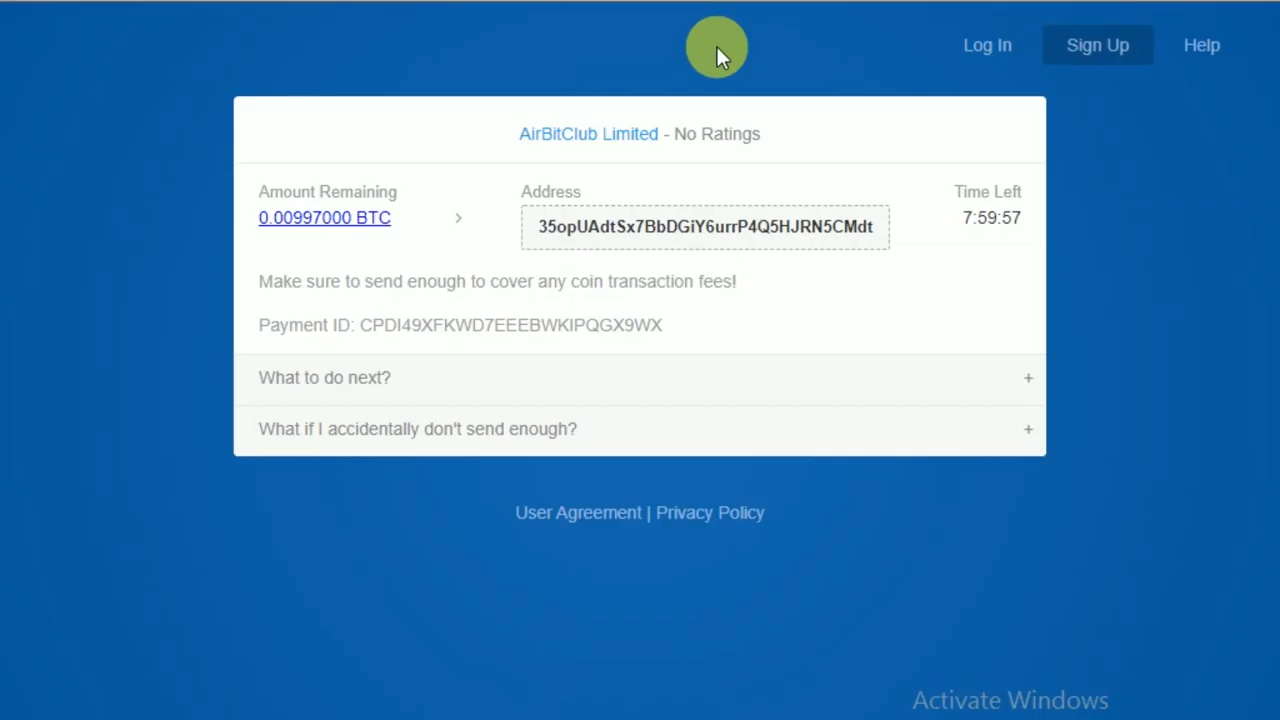 Log In Sign Up Help
AirBitClub Limited - No Ratings
Amount Remaining Address Time Left
0.00997000 BTC > 35opUAdtSx7BbDGiY6urrP4Q5HJRN5CMdt 7:59:57
Make sure to send enough to cover any coin transaction fees!
Payment ID: CPDI49XFKWD7EEEBWKIPQGX9WX
What to do next? +
What if I accidentally don't send enough? +
User Agreement | Privacy Policy
Activate Windows